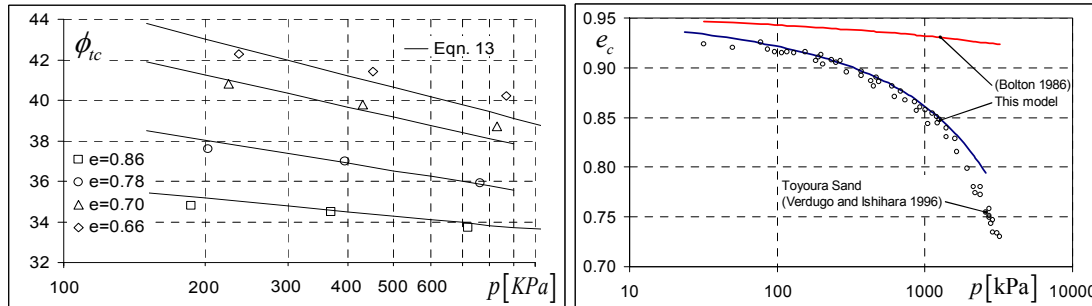 44
42
40
38
36
34
32
ϕtc
Eqn. 13
e=0.86
e=0.78
e=0.70
e=0.66
100
200
300
400
500
600
p[KPa]
0.95
0.90
0.85
0.80
0.75
0.70
ec
(Bolton 1986)
This model
Toyoura Sand
(Verdugo and Ishihara 1996)
10
100
1000
p[kPa]
10000